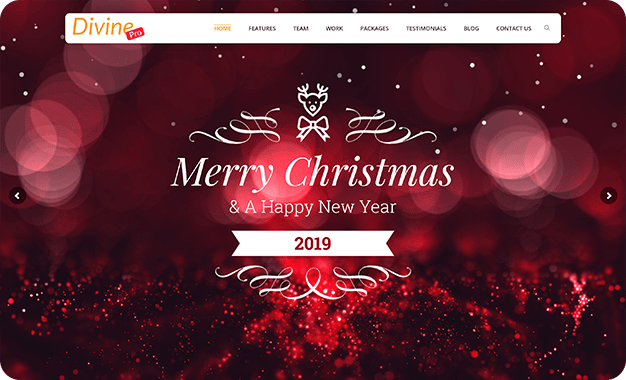 Divine Pro
HOME FEATURES TEAM WORK PACKAGES TESTIMONIALS BLOG CONTACT US
Merry Christmas
& A Happy New Year
2019